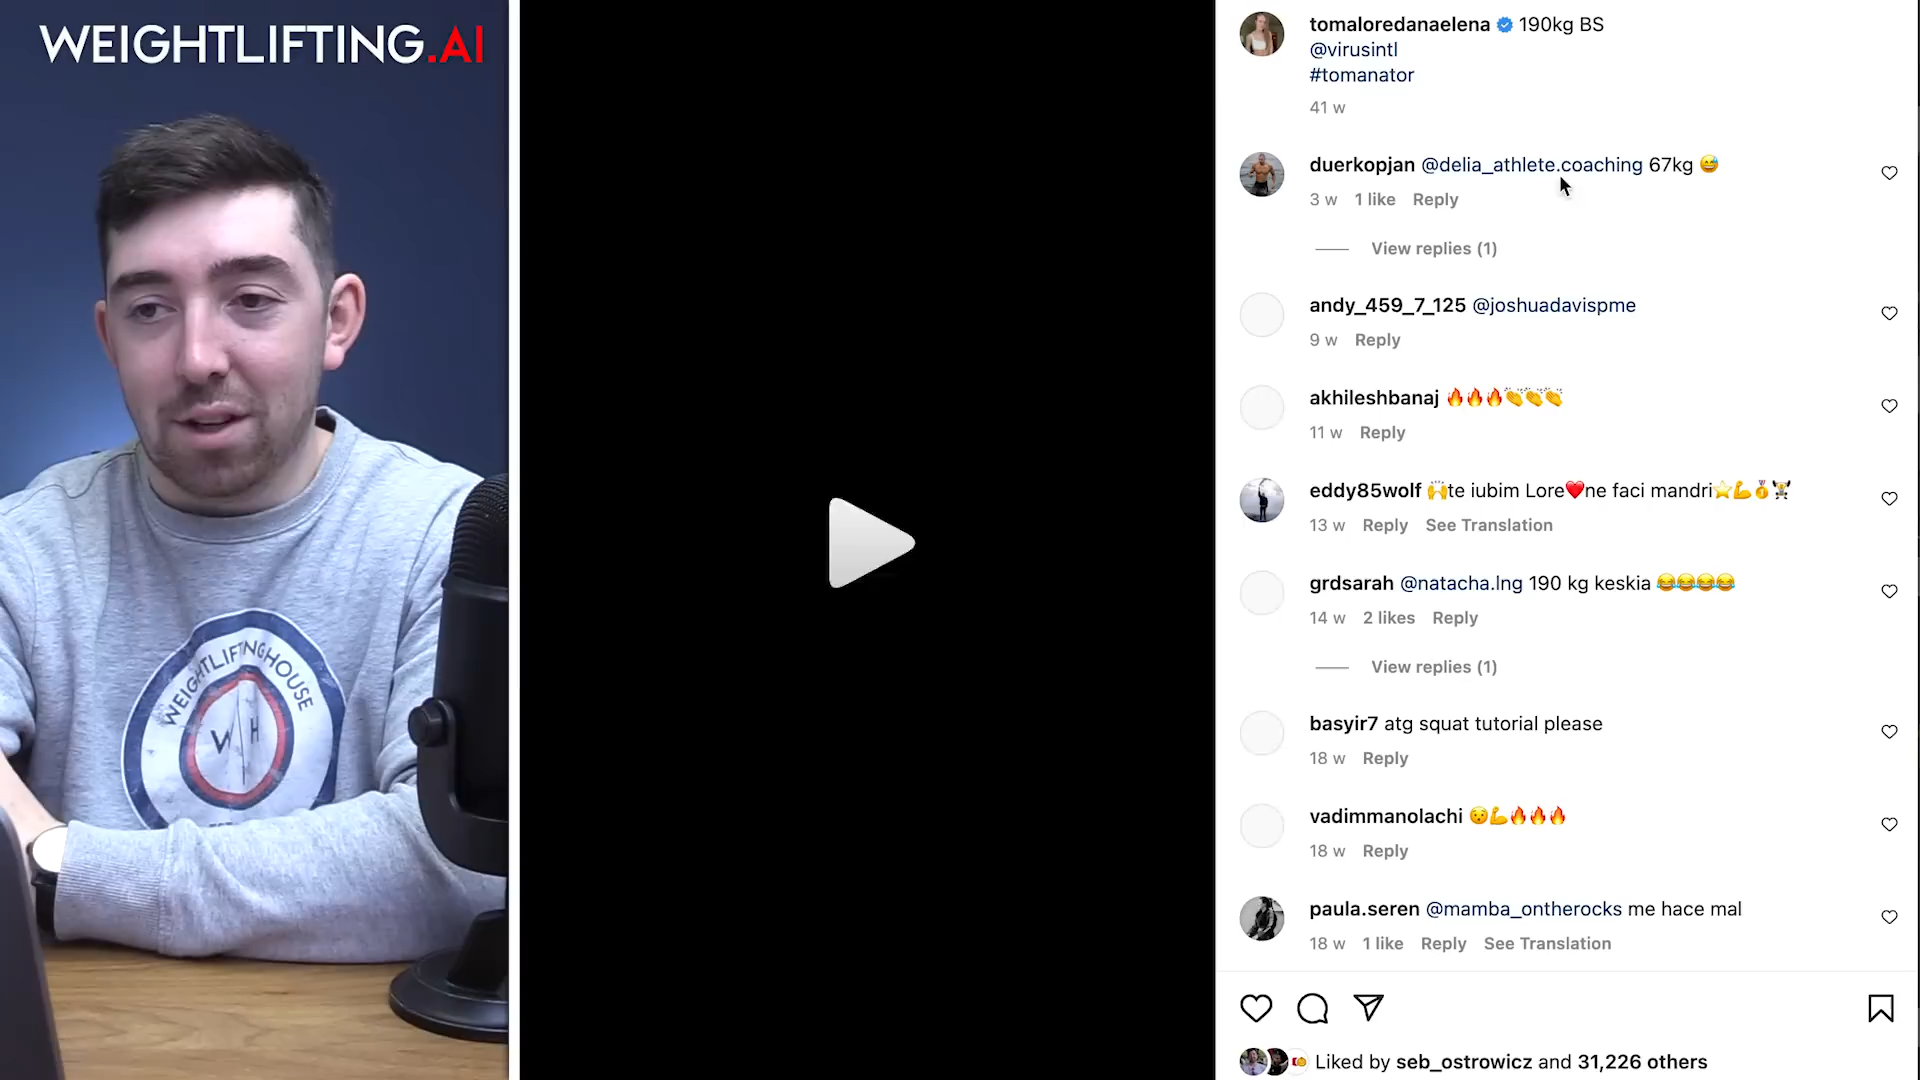 WEIGHTLIFTING.AI
WEIGHTLIFTINGHOUSE
W H
tomaloredanaelena 190kg BS
@virusintl
#tomanator
41 w
duerkopjan @delia_athlete.coaching 67kg 😅
3 w 1 like Reply
View replies (1)
andy_459_7_125 @joshuadavispme
9 w Reply
akhileshbanaj 🔥🔥🔥👏👏👏
11 w Reply
eddy85wolf 🙌te iubim Lore❤️ne faci mandri⭐💪🥇🏋️
13 w Reply See Translation
grdsarah @natacha.lng 190 kg keskia 😂😂😂😂
14 w 2 likes Reply
View replies (1)
basyir7 atg squat tutorial please
18 w Reply
vadimmanolachi 😯💪🔥🔥🔥
18 w Reply
paula.seren @mamba_ontherocks me hace mal
18 w 1 like Reply See Translation
Liked by seb_ostrowicz and 31,226 others